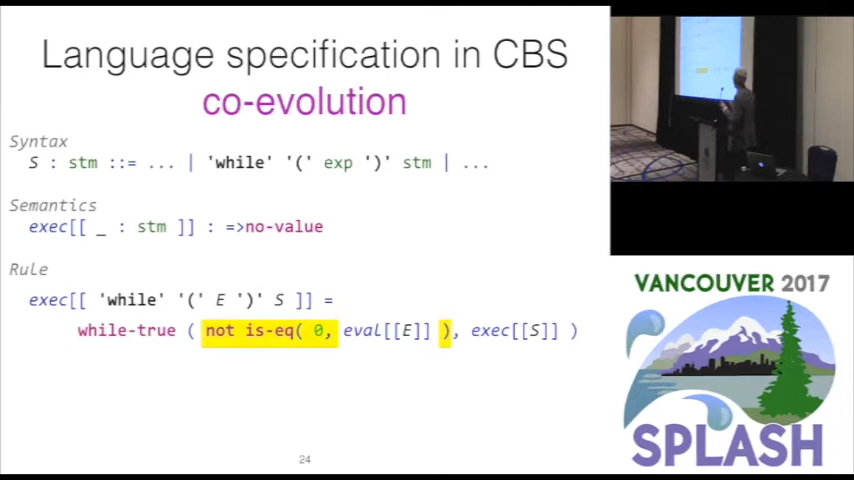 Language specification in CBS
co-evolution
Syntax
S : stm ::= ... | 'while' '(' exp ')' stm | ...
Semantics
exec[[ _ : stm ]] : =>no-value
Rule
exec[[ 'while' '(' E ')' S ]] =
while-true ( not is-eq( 0, eval[[E]] ), exec[[S]] )
24
VANCOUVER 2017
SPLASH